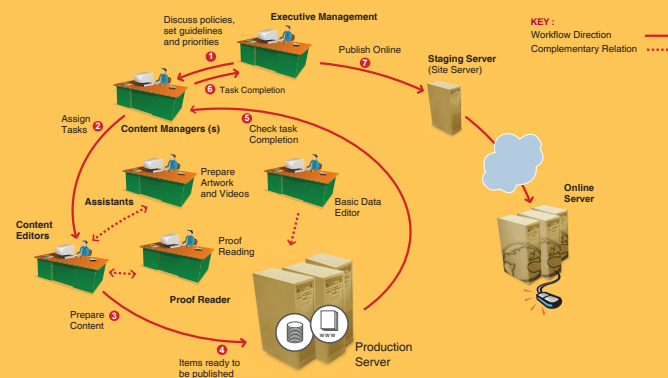 Discuss policies,
set guidelines
and priorities
Executive Management
KEY :
Workflow Direction
Complementary Relation
1
Publish Online
7
Staging Server
(Site Server)
6 Task Completion
Assign
Tasks 2
Content Managers (s)
5 Check task
Completion
Prepare
Artwork
and Videos
Assistants
Basic Data
Editor
Online
Server
Content
Editors
Proof
Reading
Proof Reader
Prepare 3
Content
www
Production
Server
4
Items ready to
be published